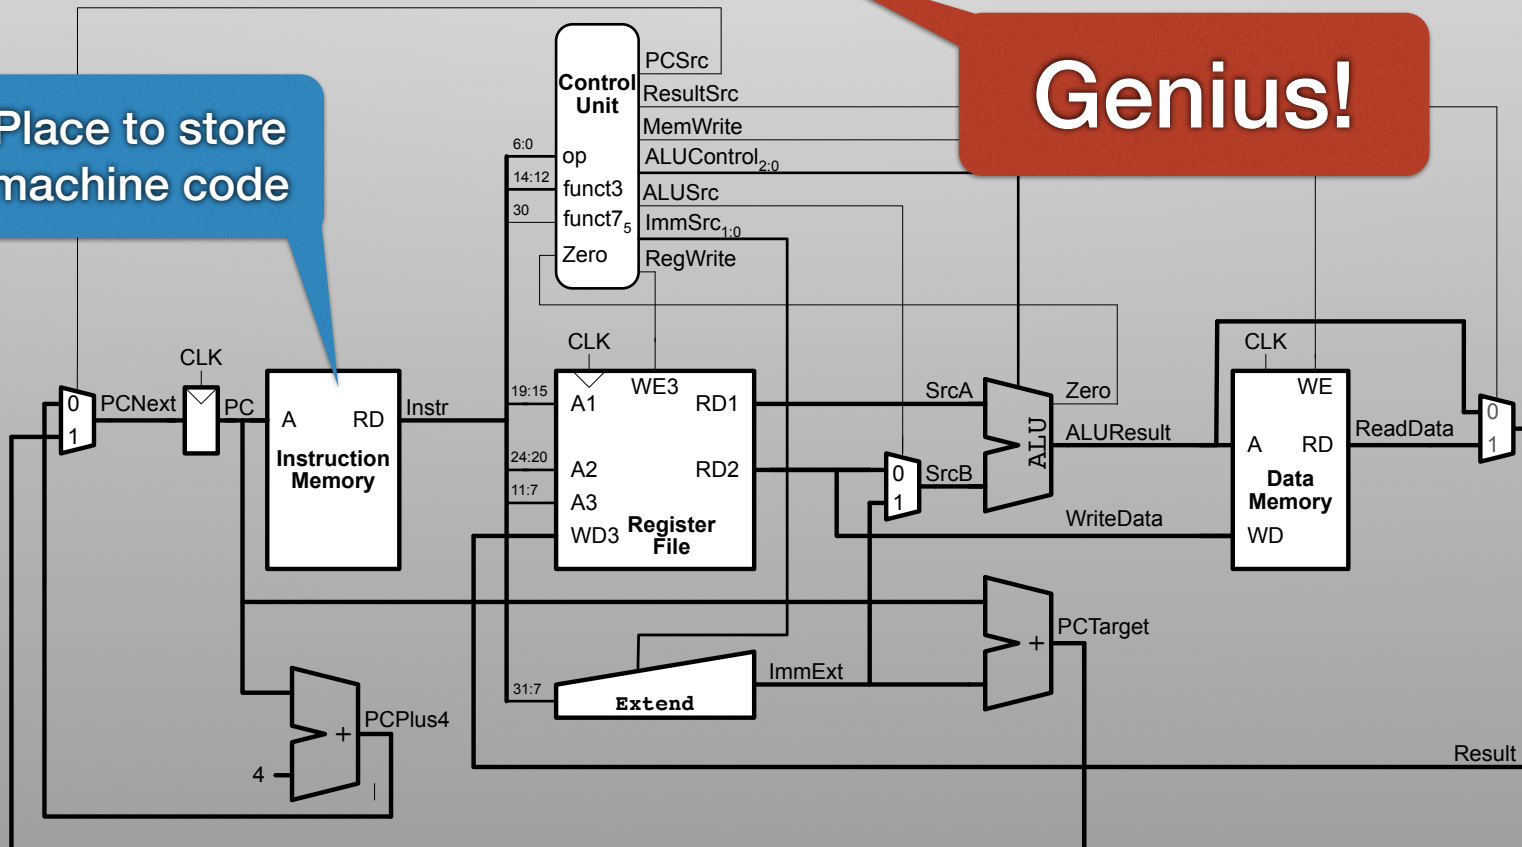 PCSrc
Control
Unit
ResultSrc
MemWrite
ALUControl2:0
ALUSrc
ImmSrc1:0
RegWrite
6:0
op
14:12
funct3
30
funct75
Zero
Genius!
Place to store
machine code
CLK
0
1
PCNext
PC
A
RD
Instr
Instruction
Memory
CLK
19:15
A1
WE3
RD1
24:20
A2
RD2
11:7
A3
WD3
Register
File
SrcA
0
1
SrcB
ALU
Zero
ALUResult
WriteData
CLK
WE
A
RD
Data
Memory
WD
ReadData
0
1
+
PCTarget
31:7
Extend
ImmExt
4
+
PCPlus4
Result